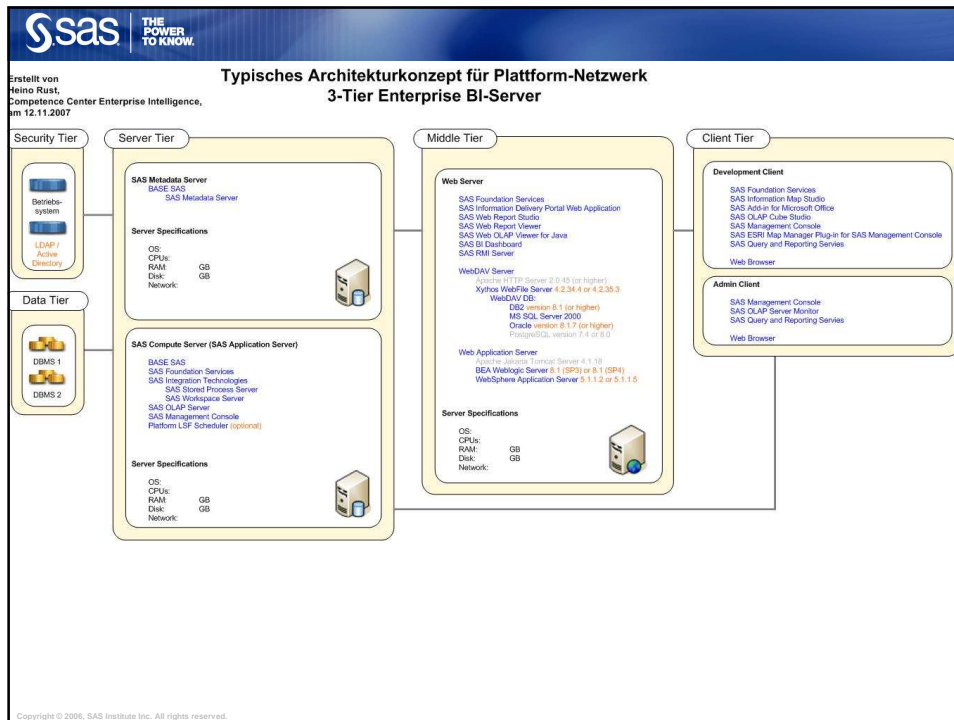 sas THE POWER TO KNOW.
Erstellt von
Heino Rust,
Competence Center Enterprise Intelligence,
am 12.11.2007
Typisches Architekturkonzept für Plattform-Netzwerk
3-Tier Enterprise BI-Server
Security Tier
Betriebs-
system
LDAP /
Active
Directory
Data Tier
DBMS 1
DBMS 2
Server Tier
SAS Metadata Server
BASE SAS
SAS Metadata Server
Server Specifications
OS:
CPUs:
RAM: GB
Disk: GB
Network:
SAS Compute Server (SAS Application Server)
BASE SAS
SAS Foundation Services
SAS Integration Technologies
SAS Stored Process Server
SAS Workspace Server
SAS OLAP Server
SAS Management Console
Platform LSF Scheduler (optional)
Server Specifications
OS:
CPUs:
RAM: GB
Disk: GB
Network:
Middle Tier
Web Server
SAS Foundation Services
SAS Information Delivery Portal Web Application
SAS Web Report Studio
SAS Web Report Viewer
SAS Web OLAP Viewer for Java
SAS BI Dashboard
SAS RMI Server
WebDAV Server
Apache HTTP Server 2.0.45 (or higher)
Xythos WebFile Server 4.2.34.4 or 4.2.35.3
WebDAV DB:
DB2 version 8.1 (or higher)
MS SQL Server 2000
Oracle version 8.1.7 (or higher)
PostgreSQL version 7.4 or 8.0
Web Application Server
Apache Jakarta Tomcat Server 4.1.18
BEA Weblogic Server 8.1 (SP3) or 8.1 (SP4)
WebSphere Application Server 5.1.1.2 or 5.1.1.5
Server Specifications
OS:
CPUs:
RAM: GB
Disk: GB
Network:
Client Tier
Development Client
SAS Foundation Services
SAS Information Map Studio
SAS Add-in for Microsoft Office
SAS OLAP Cube Studio
SAS Management Console
SAS ESRI Map Manager Plug-in for SAS Management Console
SAS Query and Reporting Servies
Web Browser
Admin Client
SAS Management Console
SAS OLAP Server Monitor
SAS Query and Reporting Servies
Web Browser
Copyright © 2006, SAS Institute Inc. All rights reserved.